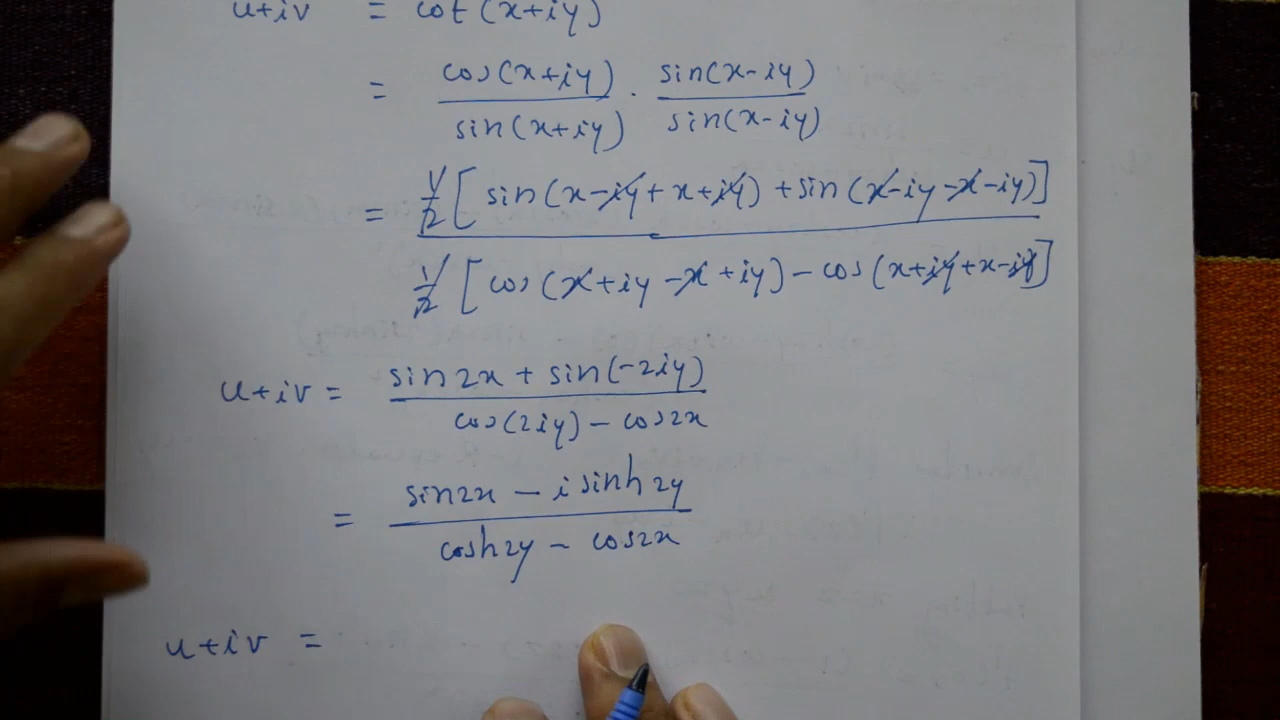 u+iv = cot(x+iy)
= cos(x+iy)/sin(x+iy) . sin(x-iy)/sin(x-iy)
= 1/2[sin(x-iy+x+iy)+sin(x-iy-x-iy)] / 1/2[cos(x+iy-x+iy)-cos(x+iy+x-iy)]
u+iv = sin2x + sin(-2iy) / cos(2iy) - cos2x
= sin2x - i sinh2y / cosh2y - cos2x
u+iv =